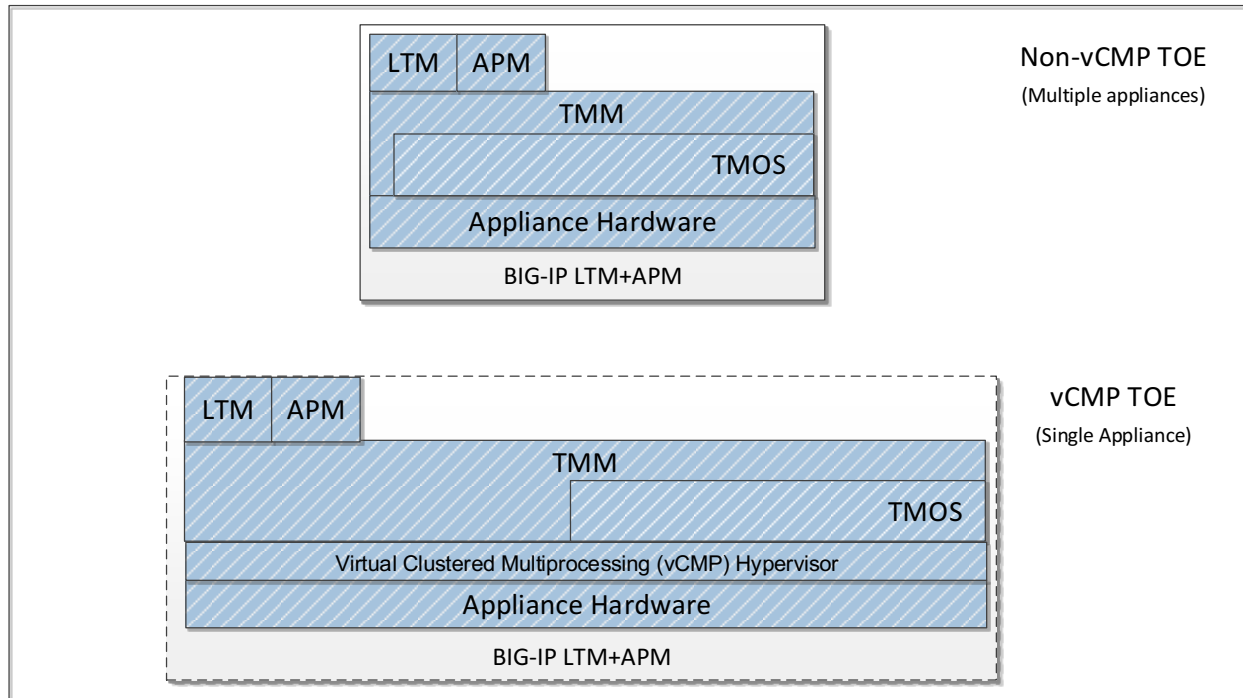 LTM APM
Non-vCMP TOE
(Multiple appliances)
TMM
TMOS
Appliance Hardware
BIG-IP LTM+APM
LTM APM
vCMP TOE
(Single Appliance)
TMM
TMOS
Virtual Clustered Multiprocessing (vCMP) Hypervisor
Appliance Hardware
BIG-IP LTM+APM